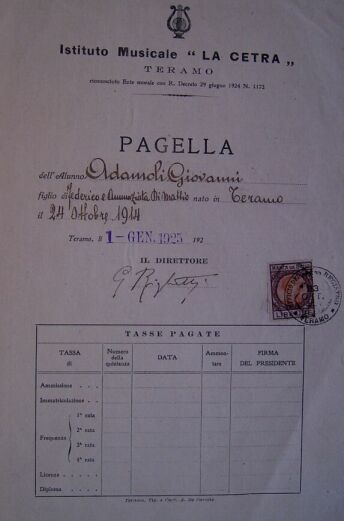 Istituto Musicale "LA CETRA„
TERAMO
riconosciuto Ente morale con R. Decreto 29 giugno 1924 N. 1172
PAGELLA
dell'Alunno Adamoli Giovanni
figlio di Federico e Annunziata Di Mattia nato in Teramo
il 24 Ottobre 1914
Teramo, li 1-GEN.1925 192
IL DIRETTORE
TERAMO
TASSE PAGATE
TASSA di
Numero della quietanza
DATA
Ammontare
FIRMA DEL PRESIDENTE
Ammissione . . .
Immatricolazione . .
Frequenza
1ª rata
2ª rata
3ª rata
4ª rata
Licenza . . . .
Diploma . . . .